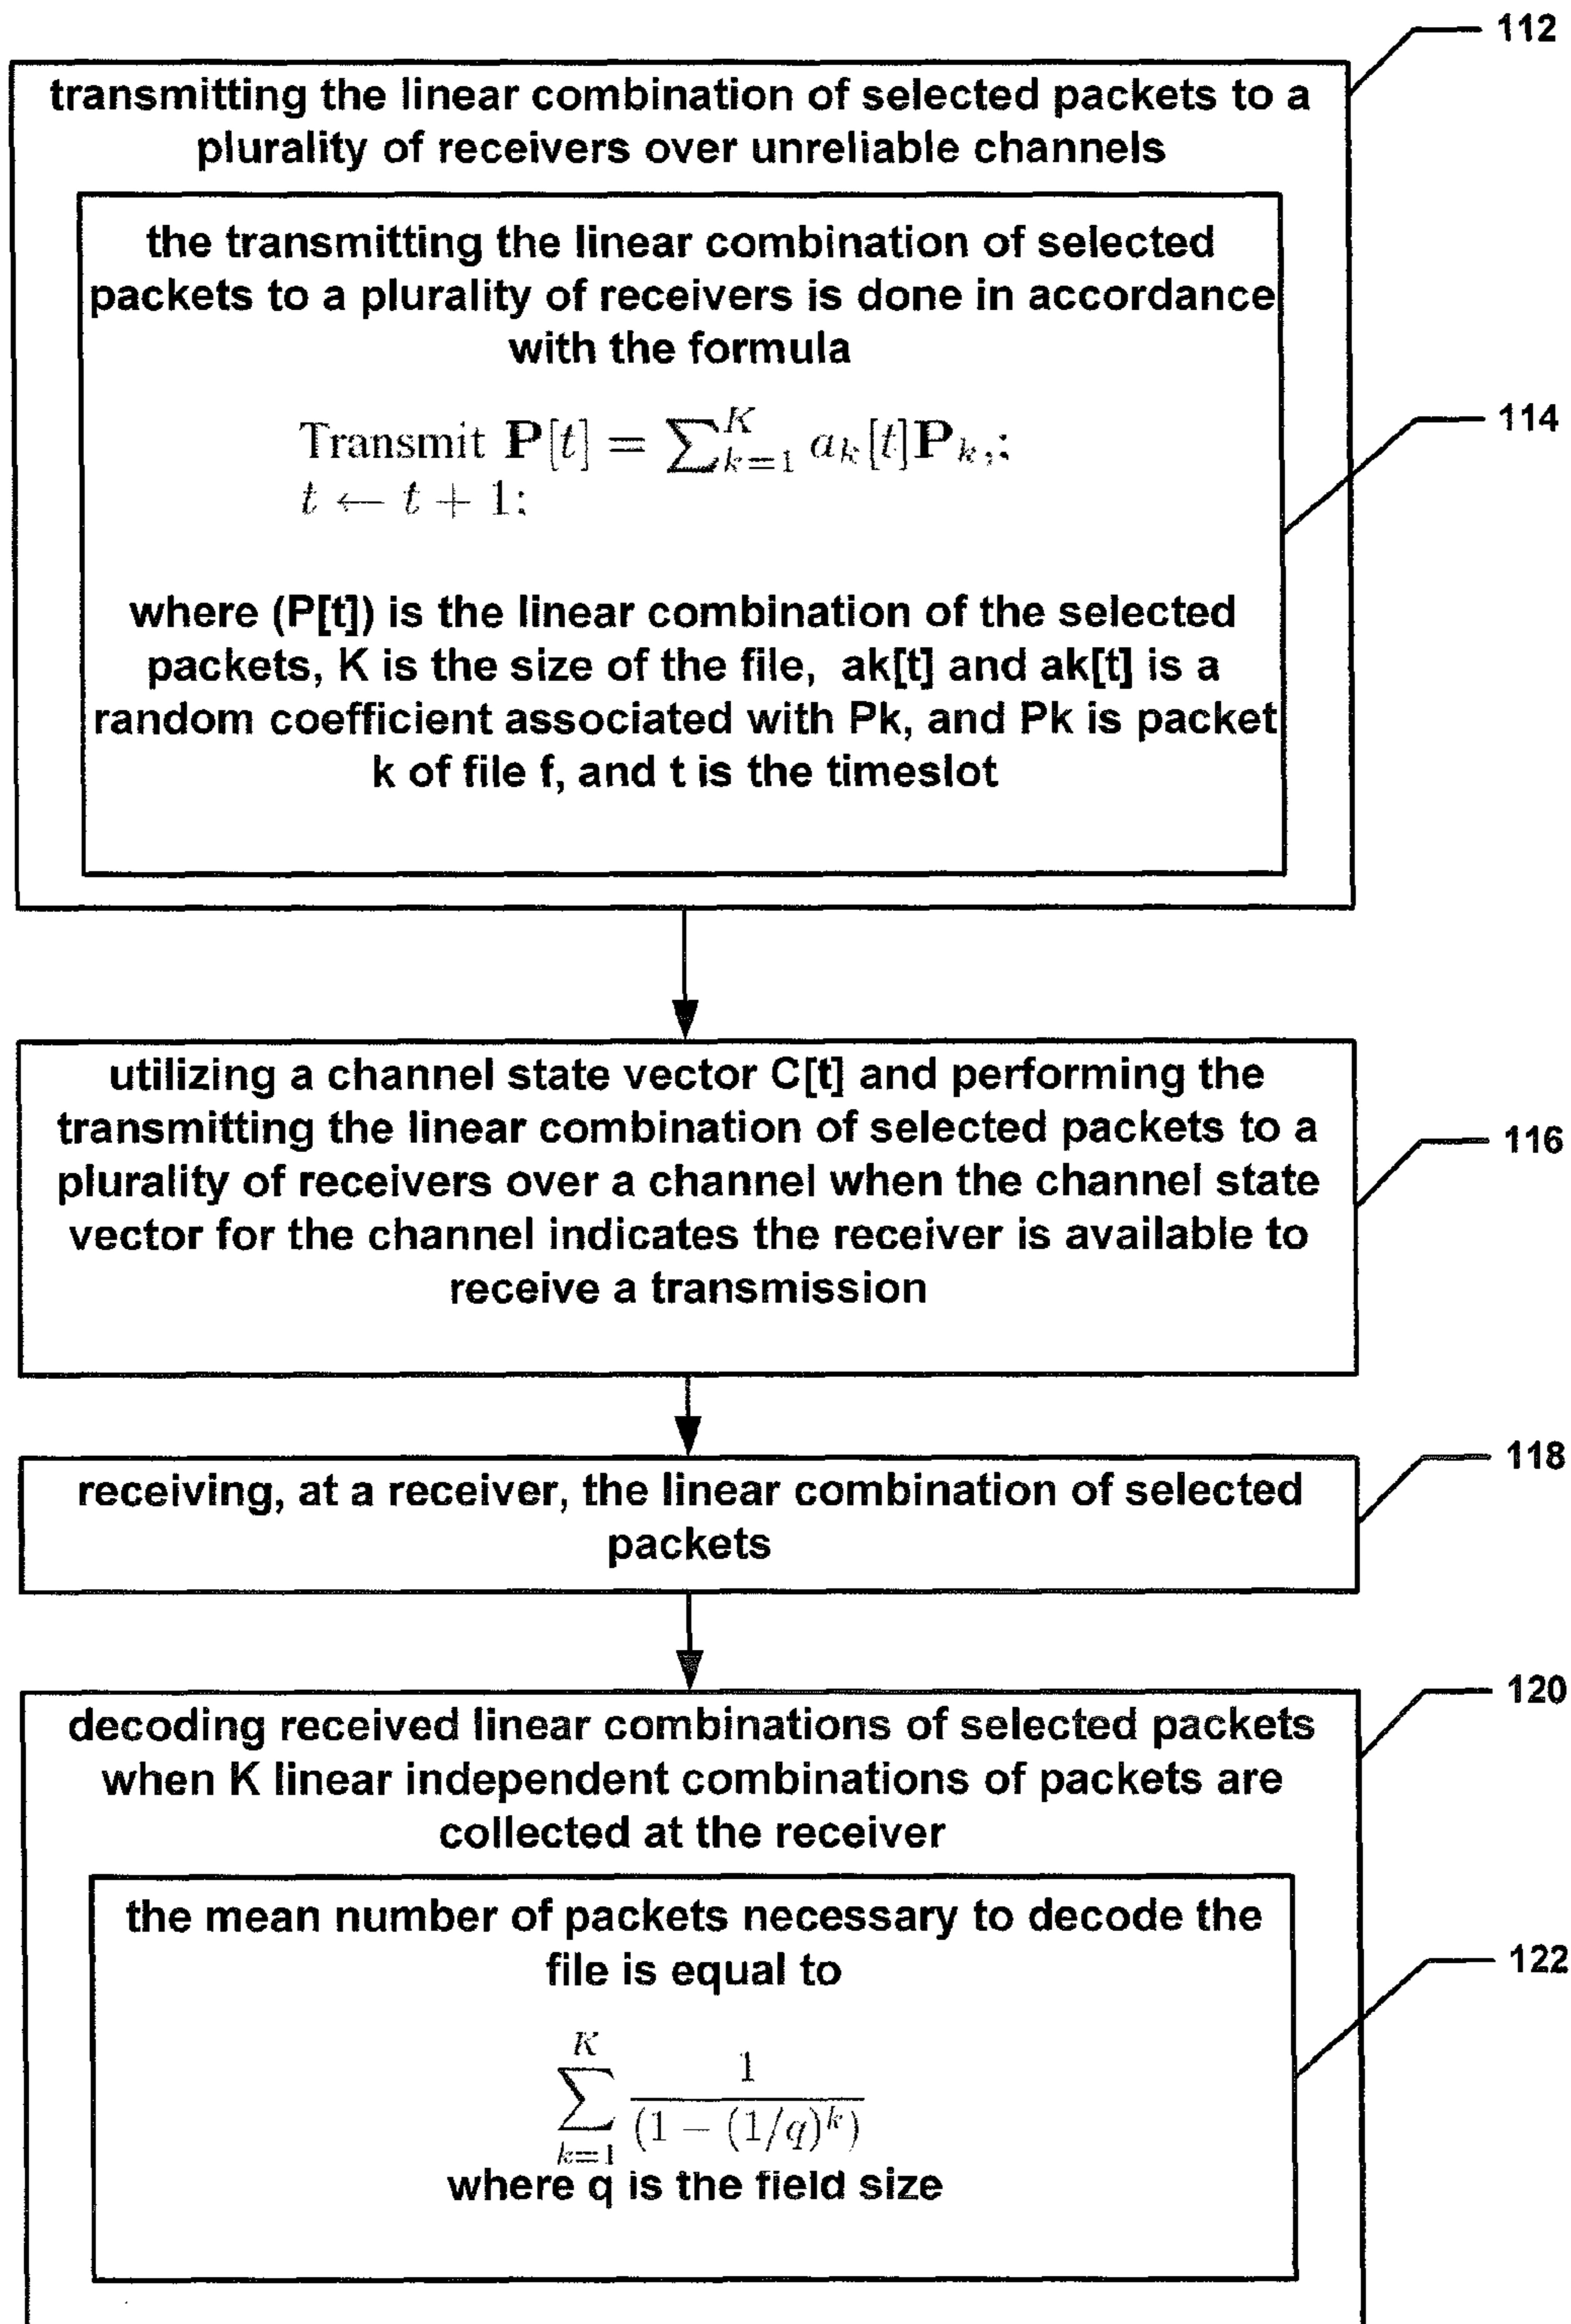 112
transmitting the linear combination of selected packets to a
plurality of receivers over unreliable channels
the transmitting the linear combination of selected
packets to a plurality of receivers is done in accordance
with the formula
Transmit P[t] = ∑_{k=1}^{K} a_k[t]P_k,;
t ← t + 1;
114
where (P[t]) is the linear combination of the selected
packets, K is the size of the file, ak[t] and ak[t] is a
random coefficient associated with Pk, and Pk is packet
k of file f, and t is the timeslot
utilizing a channel state vector C[t] and performing the
transmitting the linear combination of selected packets to a
plurality of receivers over a channel when the channel state
vector for the channel indicates the receiver is available to
receive a transmission
116
receiving, at a receiver, the linear combination of selected
packets
118
decoding received linear combinations of selected packets
when K linear independent combinations of packets are
collected at the receiver
120
the mean number of packets necessary to decode the
file is equal to
∑_{k=1}^{K} 1/(1 − (1/q)^k)
where q is the field size
122